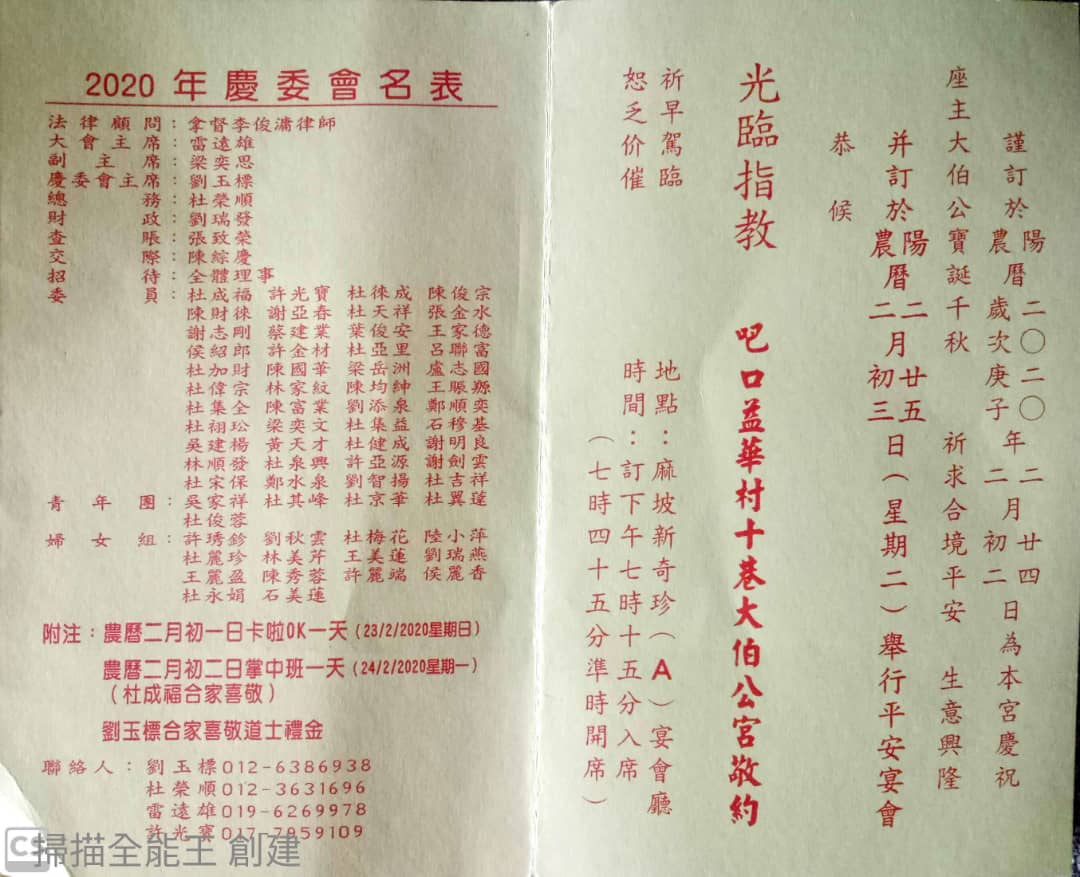 2020 年慶委會名表
法律顧問：拿督李俊滽律師
大會主席：雷遠雄
副主席：梁奕思
慶委會主席：劉玉標
總務：杜榮順
財政：劉瑞發
查賬：張致榮
交際：陳綜慶
招待：全體理事
委員：杜成福 許光寶 杜徠成 陳俊宗
陳財徠 謝亞春 杜天祥 張金水
謝志剛 蔡建業 葉俊安 王家德
侯紹郎 許金材 杜亞里 呂聯富
杜加財 陳國華 梁岳洲 盧志國
杜偉宗 林家紋 陳均紳 王賑縣
杜集全 陳富業 劉添泉 鄭順奕
杜祤玜 梁奕文 杜集益 石穆基
吳建楊 黃天才 杜健成 謝明良
林順發 杜泉興 許亞源 謝劍雲
杜宋保 鄭水泉 劉智揚 杜吉祥
青年團：吳家祥 杜其峰 杜京華 杜異蓬
杜俊蓉
婦女組：許琇鉁 劉秋雲 杜梅花 陸小萍
杜麗珍 林美芹 王美蓮 劉瑞燕
王麗盈 陳秀蓉 許麗端 侯麗香
杜永娟 石美蓮
附注：農曆二月初一日卡啦OK一天（23/2/2020星期日）
農曆二月初二日掌中班一天（24/2/2020星期一）
（杜成福合家喜敬）
劉玉標合家喜敬道士禮金
聯絡人：劉玉標012-6386938
杜榮順012-3631696
雷遠雄019-6269978
許光寶017-7959109
謹訂於陽曆二〇二〇年二月廿四日為本宮慶祝
農曆歲次庚子二月初二
座主大伯公寶誕千秋 祈求合境平安 生意興隆
并訂於陽曆二月廿五日（星期二）舉行平安宴會
農曆二月初三
恭候
光臨指教
吧口益華村十巷大伯公宮敬約
祈早駕臨
恕乏价催
地點：麻坡新奇珍（A）宴會廳
時間：訂下午七時十五分入席
（七時四十五分準時開席）
CS 掃描全能王 創建